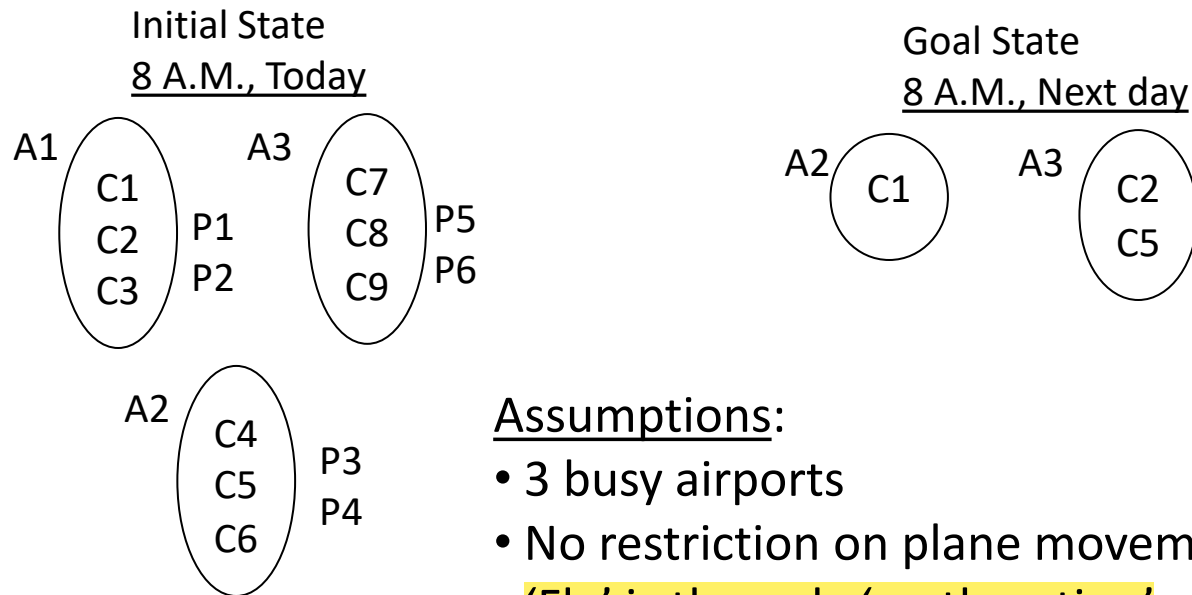 Initial State
8 A.M., Today
A1
C1
C2
C3
P1
P2
A3
C7
C8
C9
P5
P6
A2
C4
C5
C6
P3
P4
Goal State
8 A.M., Next day
A2
C1
A3
C2
C5
Assumptions:
• 3 busy airports
• No restriction on plane